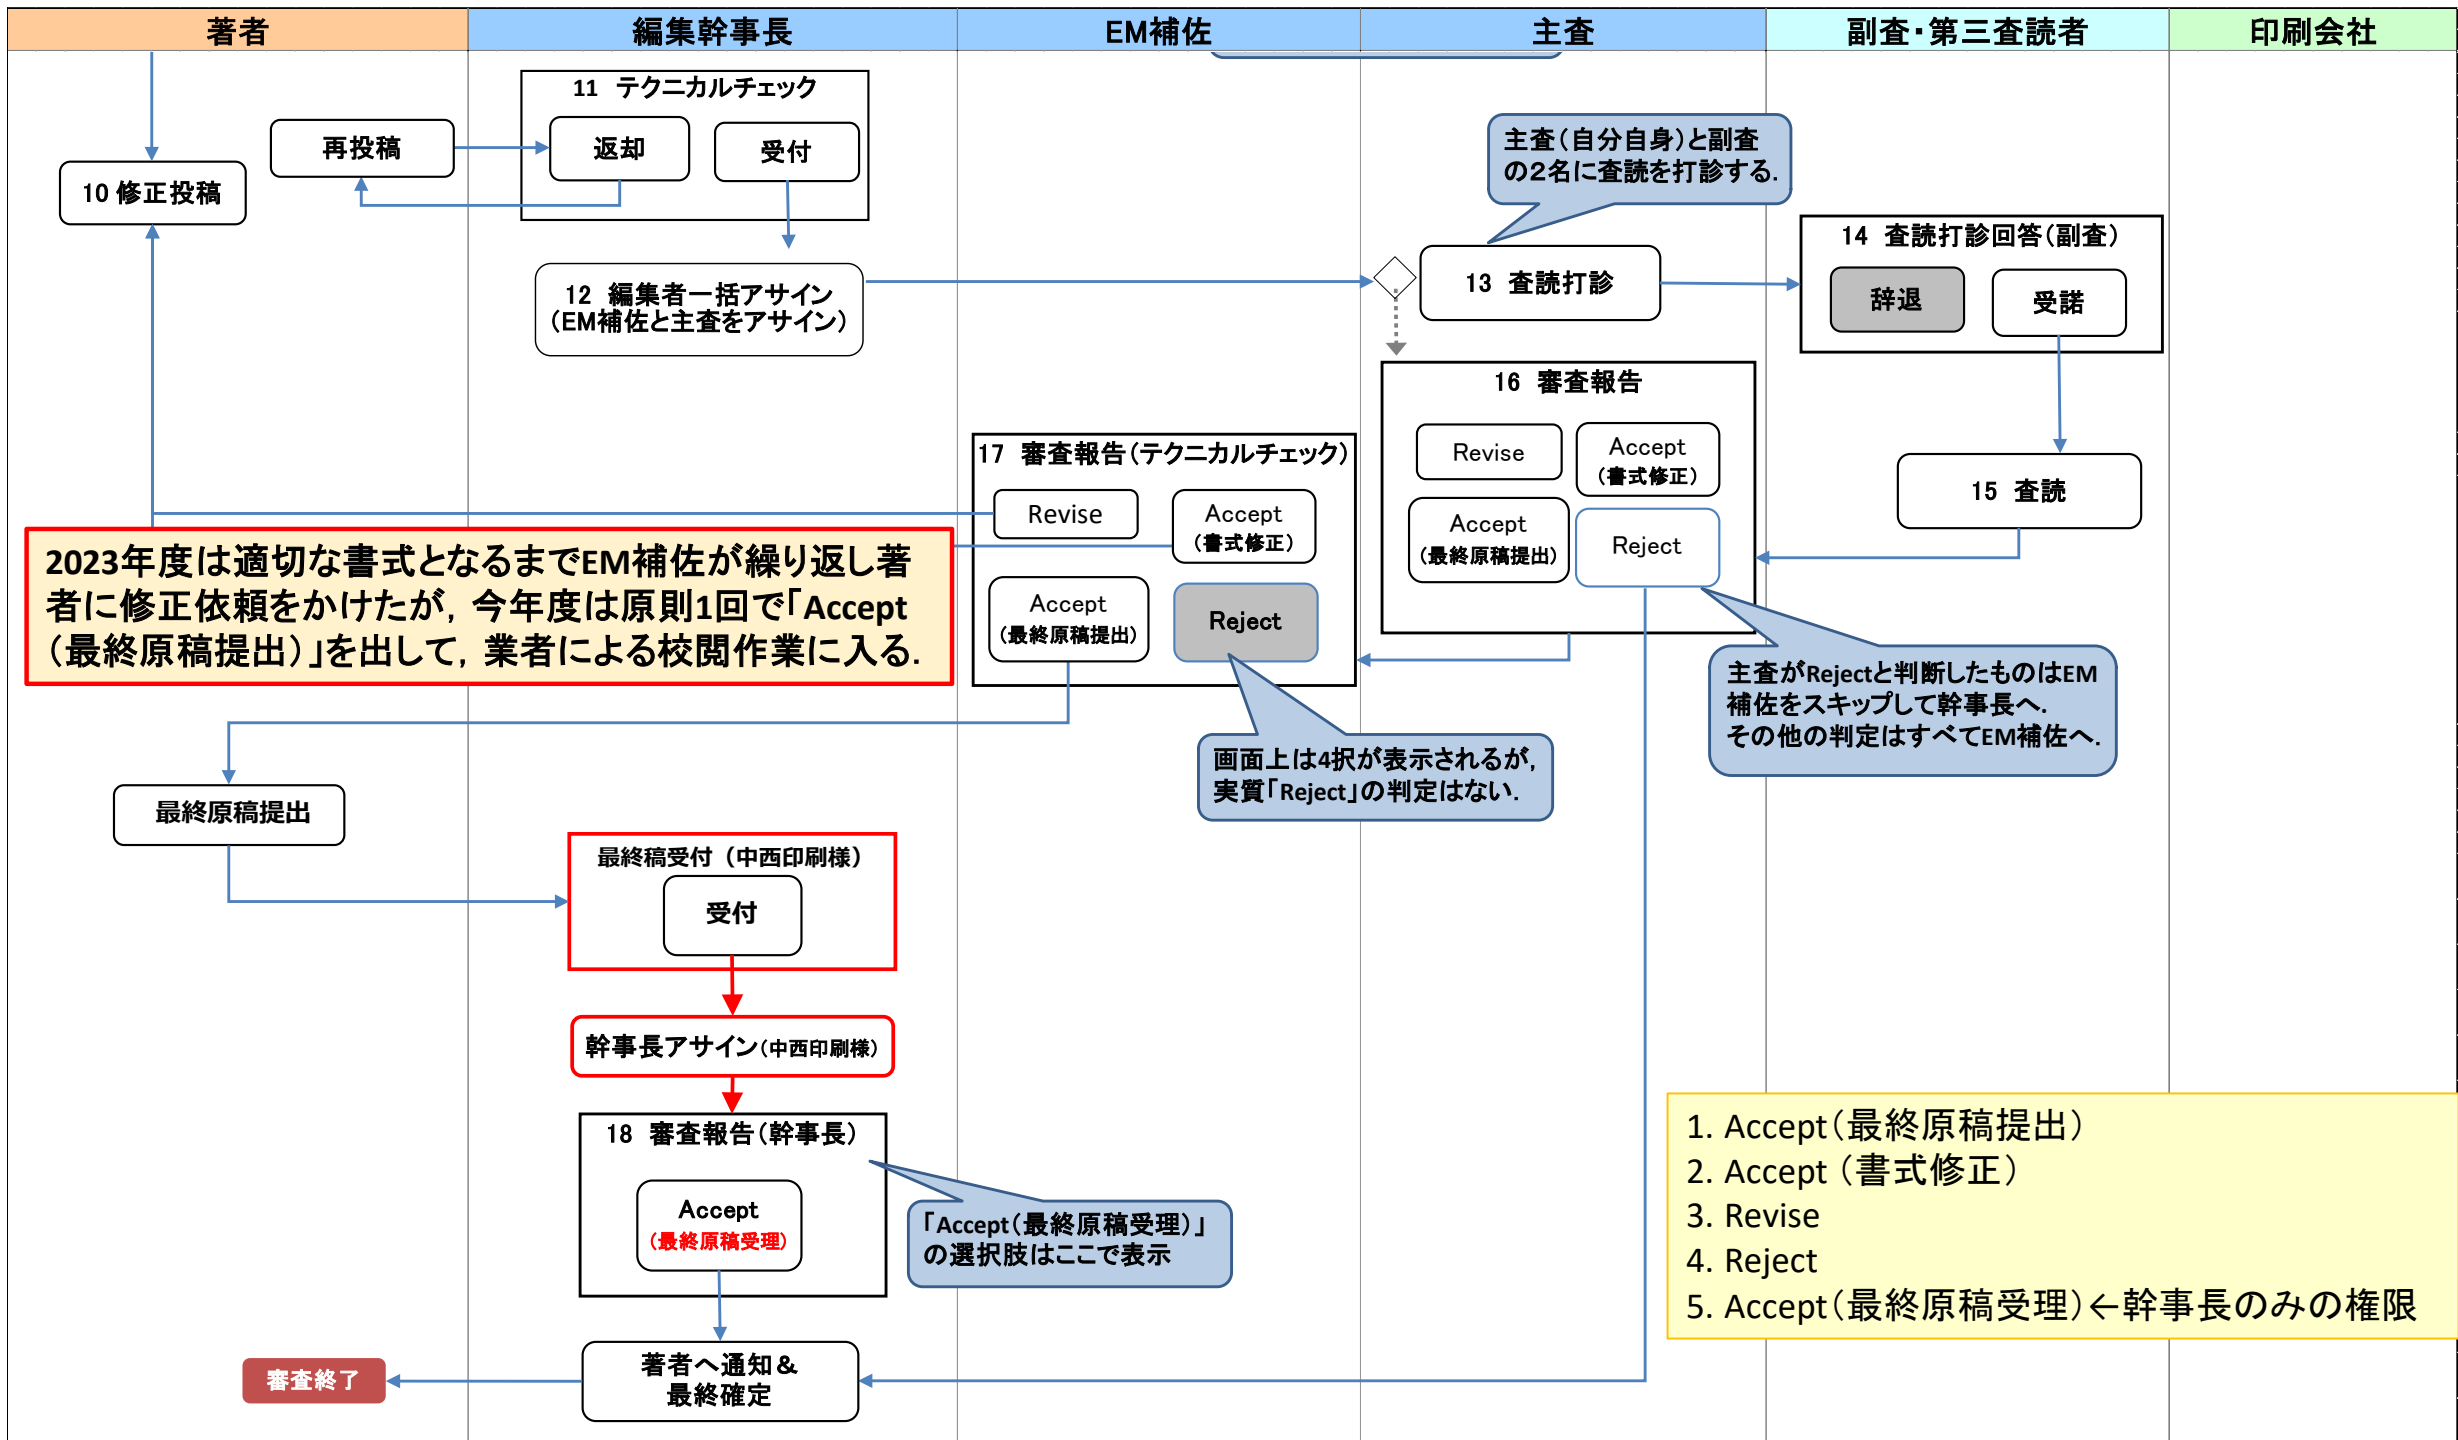 著者
編集幹事長
EM補佐
主査
副査・第三査読者
印刷会社
11 テクニカルチェック
再投稿
返却
受付
10 修正投稿
主査（自分自身）と副査
の２名に査読を打診する.
12 編集者一括アサイン
（EM補佐と主査をアサイン）
13 査読打診
14 査読打診回答（副査）
辞退
受諾
16 審査報告
Revise
Accept
（書式修正）
Accept
（最終原稿提出）
Reject
15 査読
17 審査報告（テクニカルチェック）
Revise
Accept
（書式修正）
Accept
（最終原稿提出）
Reject
2023年度は適切な書式となるまでEM補佐が繰り返し著
者に修正依頼をかけたが，今年度は原則1回で「Accept
（最終原稿提出）」を出して，業者による校閲作業に入る．
主査がRejectと判断したものはEM
補佐をスキップして幹事長へ.
その他の判定はすべてEM補佐へ.
画面上は4択が表示されるが，
実質「Reject」の判定はない．
最終原稿提出
最終稿受付（中西印刷様）
受付
幹事長アサイン（中西印刷様）
18 審査報告（幹事長）
Accept
（最終原稿受理）
「Accept（最終原稿受理）」
の選択肢はここで表示
著者へ通知＆
最終確定
審査終了
1. Accept（最終原稿提出）
2. Accept （書式修正）
3. Revise
4. Reject
5. Accept（最終原稿受理）←幹事長のみの権限